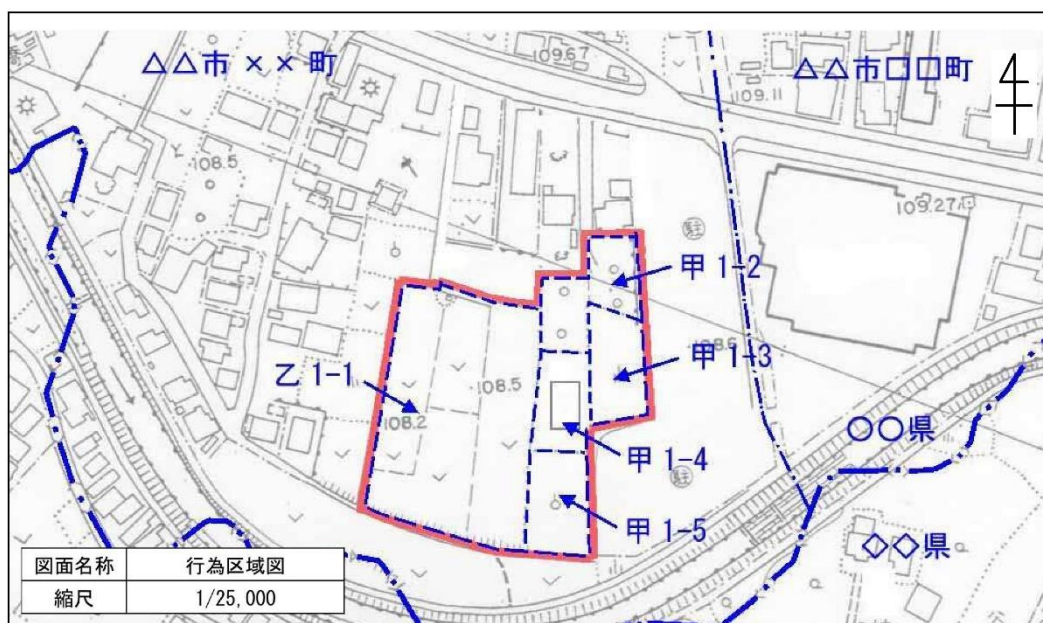 △△市××町
△△市□□町
109.67
109.11
108.5
109.27
駐
甲 1-2
108.6
甲 1-3
乙 1-1
108.5
108.2
○○県
甲 1-4
駐
甲 1-5
◇◇県
図面名称 行為区域図
縮尺 1/25,000